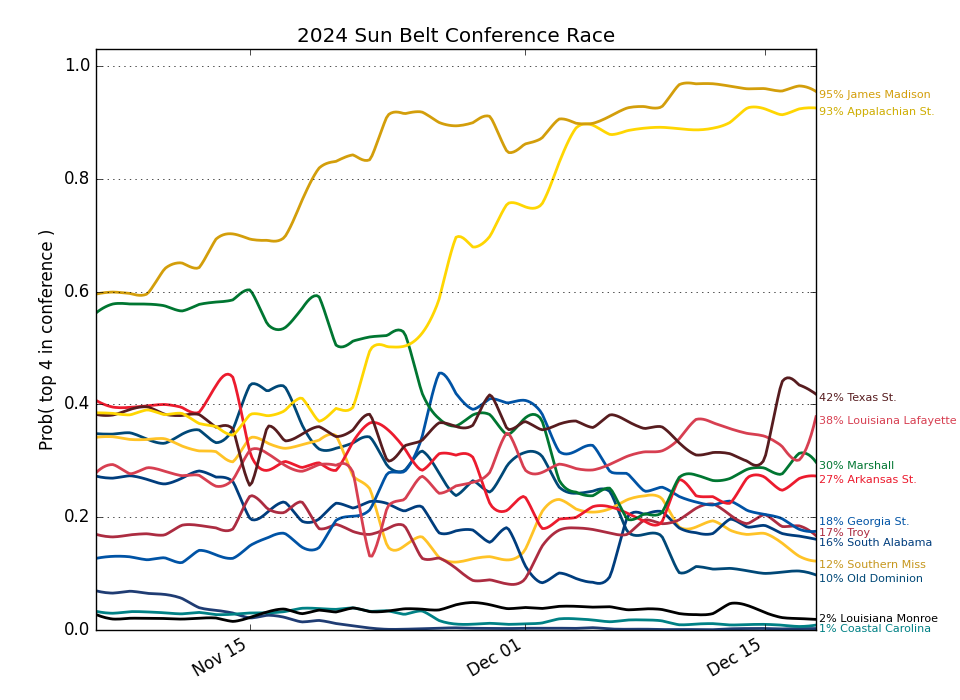 2024 Sun Belt Conference Race
Prob( top 4 in conference )
1.0
0.8
0.6
0.4
0.2
0.0
Nov 15
Dec 01
Dec 15
95% James Madison
93% Appalachian St.
42% Texas St.
38% Louisiana Lafayette
30% Marshall
27% Arkansas St.
18% Georgia St.
17% Troy
16% South Alabama
12% Southern Miss
10% Old Dominion
2% Louisiana Monroe
1% Coastal Carolina